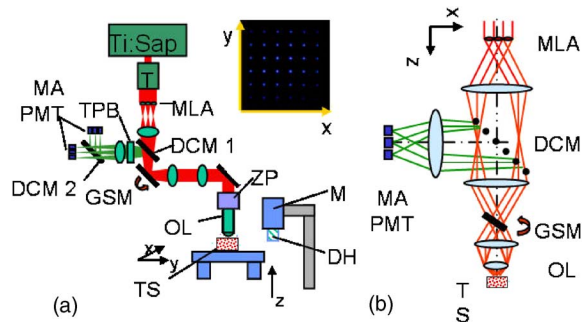 Ti:Sap
T
MLA
MA
PMT
TPB
DCM 1
DCM 2
GSM
ZP
OL
M
DH
TS
x
y
z
(a)
y
x
x
z
MLA
DCM
MA
PMT
GSM
OL
T
S
(b)